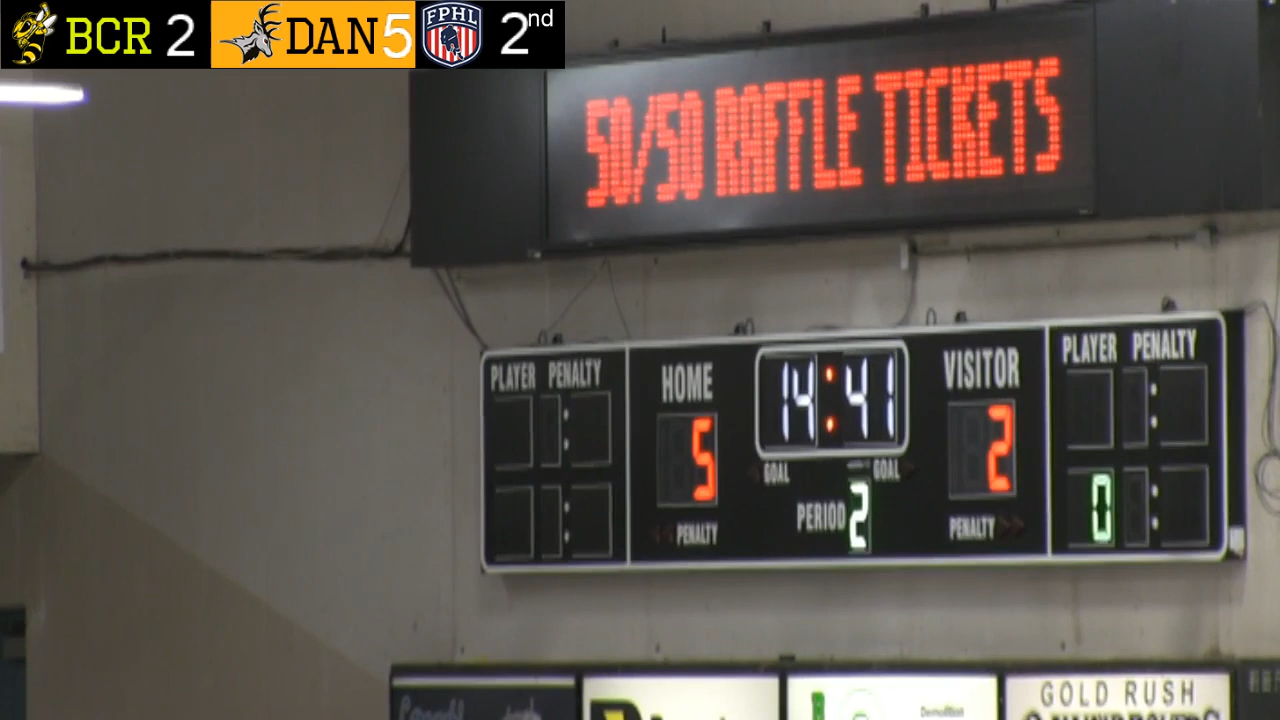 BCR 2 DAN 5 FPHL 2nd
50/50 RAFFLE TICKETS
PLAYER PENALTY HOME 14:41 VISITOR PLAYER PENALTY
5 2
GOAL GOAL
PENALTY PERIOD 2 PENALTY 0
GOLD RUSH
Demolition